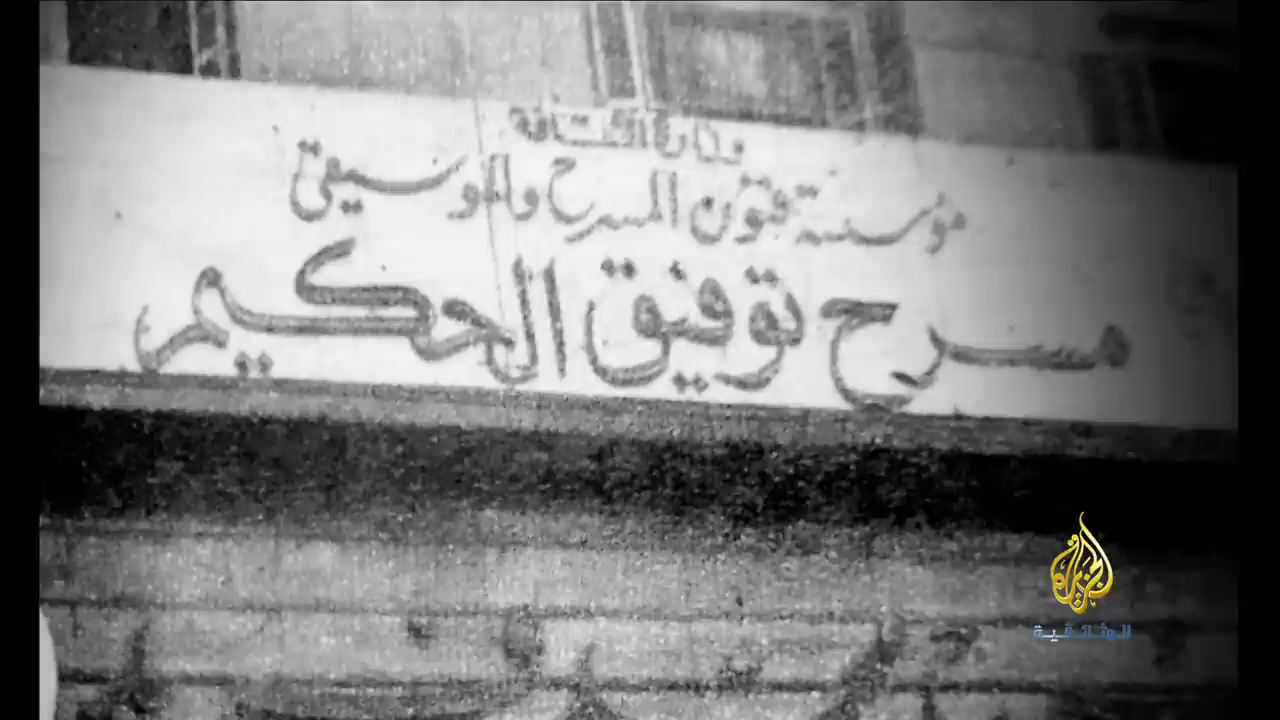 وزارة الثقافة
مؤسسة فنون المسرح والموسيقى
مسرح توفيق الحكيم
الجزيرة
الوثائقية